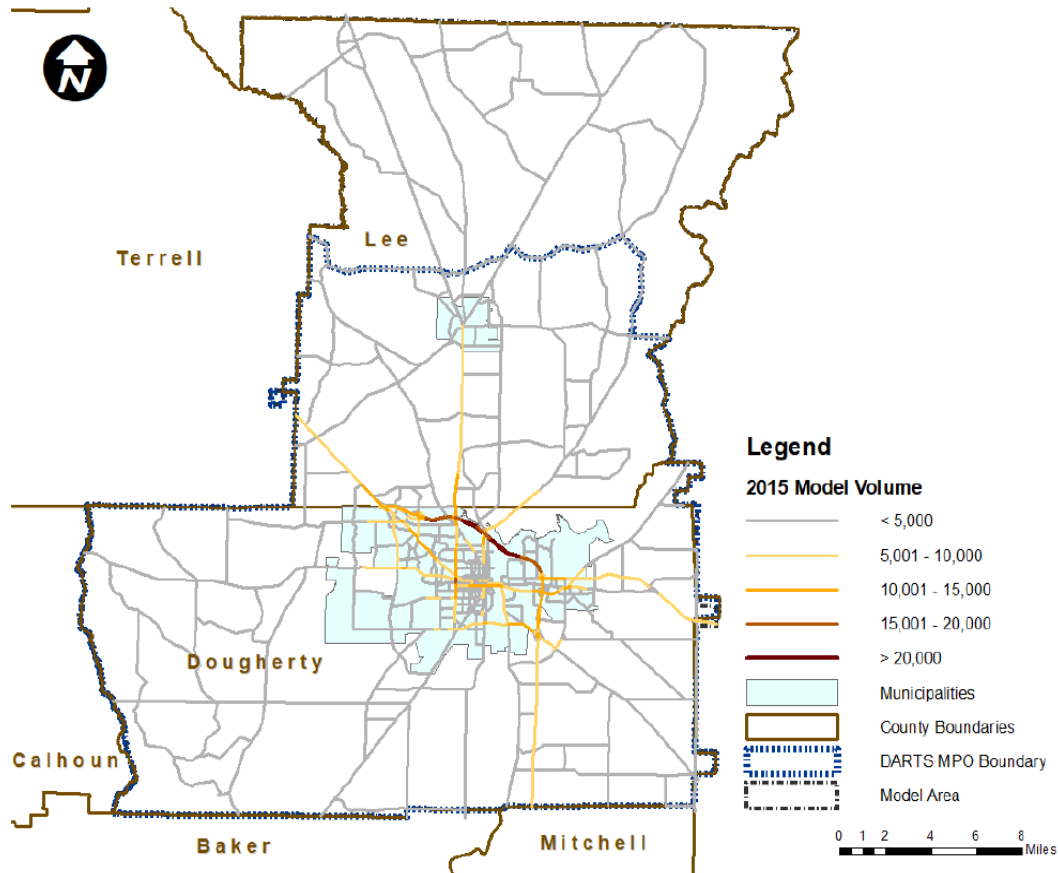 N
Lee
Terrell
Legend
2015 Model Volume
< 5,000
5,001 - 10,000
10,001 - 15,000
15,001 - 20,000
> 20,000
Municipalities
County Boundaries
DARTS MPO Boundary
Model Area
Dougherty
Calhoun
Baker
Mitchell
0 1 2 4 6 8
Miles